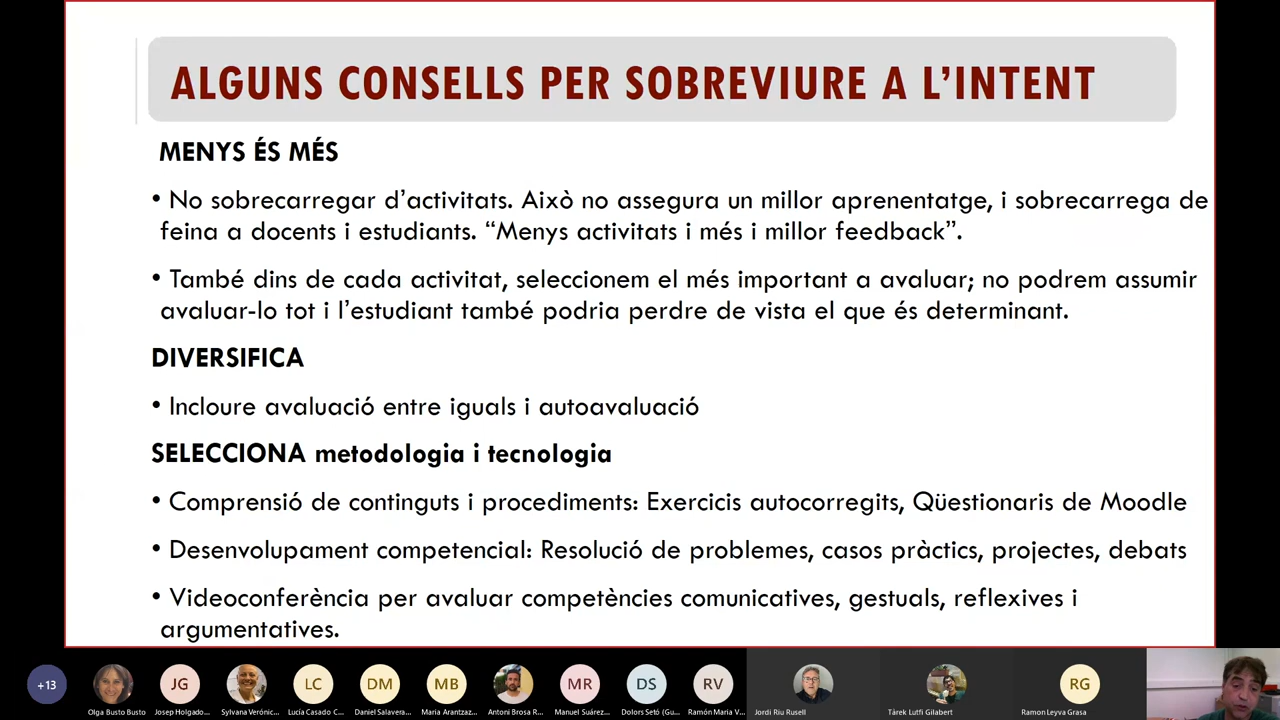 ALGUNS CONSELLS PER SOBREVIURE A L’INTENT
MENYS ÉS MÉS
• No sobrecarregar d’activitats. Això no assegura un millor aprenentatge, i sobrecarrega de
feina a docents i estudiants. “Menys activitats i més i millor feedback”.
• També dins de cada activitat, seleccionem el més important a avaluar; no podrem assumir
avaluar-lo tot i l’estudiant també podria perdre de vista el que és determinant.
DIVERSIFICA
• Incloure avaluació entre iguals i autoavaluació
SELECCIONA metodologia i tecnologia
• Comprensió de continguts i procediments: Exercicis autocorregits, Qüestionaris de Moodle
• Desenvolupament competencial: Resolució de problemes, casos pràctics, projectes, debats
• Videoconferència per avaluar competències comunicatives, gestuals, reflexives i
argumentatives.
+13 JG LC DM MB MR DS RV RG
Olga Busto Busto Josep Holgado... Sylvana Verónic... Lucía Casado C... Daniel Salavera... Maria Arantzaz... Antoni Brosa R... Manuel Suárez... Dolors Setó (Gu... Ramón Maria V... Jordi Riu Rusell Tàrek Lutfi Gilabert Ramon Leyva Grasa